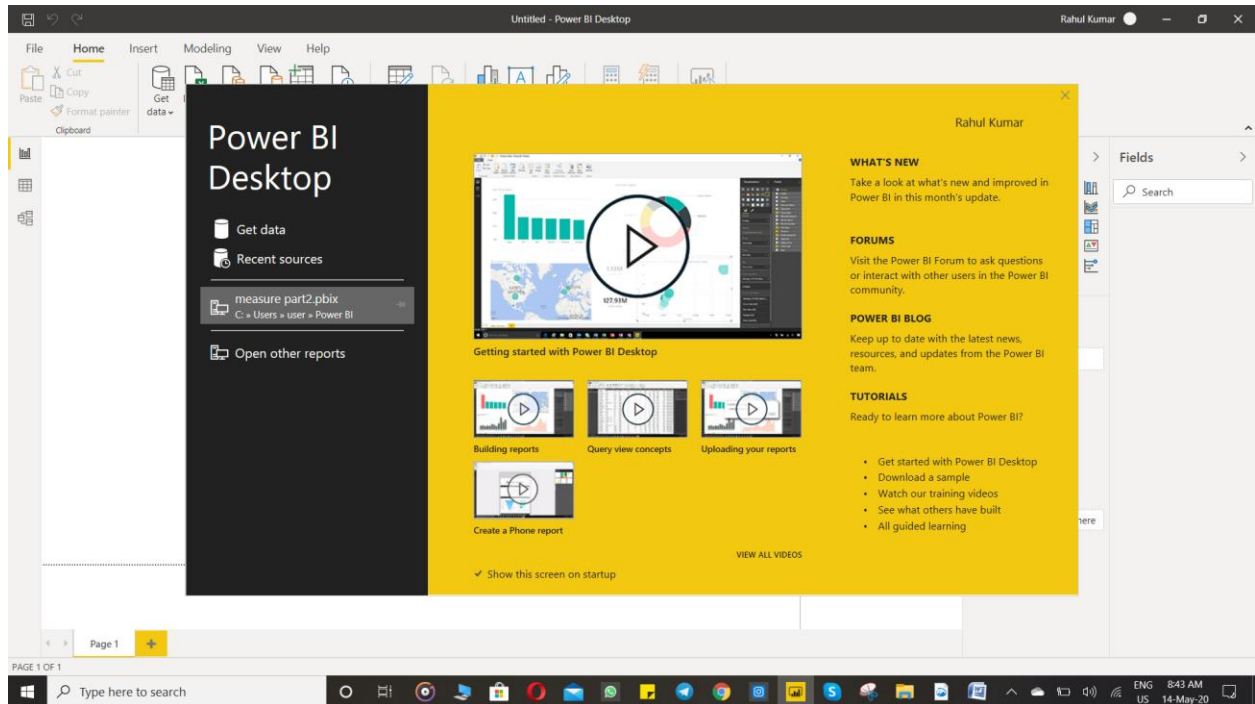 Untitled - Power BI Desktop
Rahul Kumar
File Home Insert Modeling View Help
Paste
Cut
Copy
Format painter
Get
data
Clipboard
Power BI
Desktop
Get data
Recent sources
measure part2.pbix
C: » Users » user » Power BI
Open other reports
Rahul Kumar
Getting started with Power BI Desktop
Building reports
Query view concepts
Uploading your reports
Create a Phone report
VIEW ALL VIDEOS
Show this screen on startup
WHAT'S NEW
Take a look at what's new and improved in
Power BI in this month's update.
FORUMS
Visit the Power BI Forum to ask questions
or interact with other users in the Power BI
community.
POWER BI BLOG
Keep up to date with the latest news,
resources, and updates from the Power BI
team.
TUTORIALS
Ready to learn more about Power BI?
• Get started with Power BI Desktop
• Download a sample
• Watch our training videos
• See what others have built
• All guided learning
Fields
Search
here
Page 1
PAGE 1 OF 1
Type here to search
ENG
US
8:43 AM
14-May-20